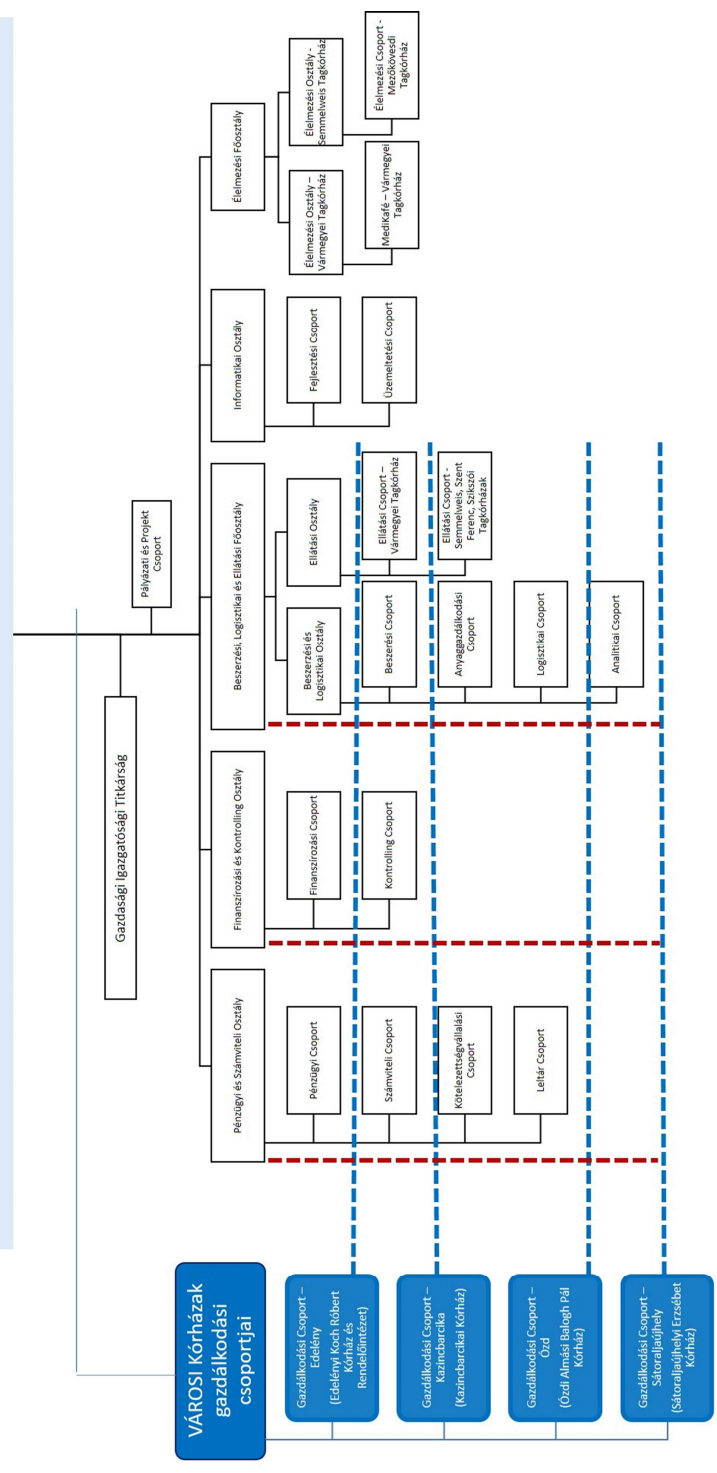 Gazdasági Igazgatósági Titkárság
Pályázati és Projekt
Csoport
VÁROSI Kórházak
gazdálkodási
csoportjai
Gazdálkodási Csoport –
Edelény
(Edelényi Koch Róbert
Kórház és
Rendelőintézet)
Gazdálkodási Csoport –
Kazincbarcika
(Kazincbarcikai Kórház)
Gazdálkodási Csoport –
Ózd
(Ózdi Almási Balogh Pál
Kórház)
Gazdálkodási Csoport –
Sátoraljaújhely
(Sátoraljaújhelyi Erzsébet
Kórház)
Pénzügyi és Számviteli Osztály
Pénzügyi Csoport
Számviteli Csoport
Kötelezettségvállalási
Csoport
Leltár Csoport
Finanszírozási és Kontrolling Osztály
Finanszírozási Csoport
Kontrolling Csoport
Beszerzési, Logisztikai és Ellátási Főosztály
Beszerzési és
Logisztikai Osztály
Beszerési Csoport
Anyaggazdálkodási
Csoport
Logisztikai Csoport
Analitikai Csoport
Ellátási Osztály
Ellátási Csoport –
Vármegyei Tagkórház
Ellátási Csoport -
Semmelweis, Szent
Ferenc, Szikszói
Tagkórházak
Informatikai Osztály
Fejlesztési Csoport
Üzemeltetési Csoport
Élelmezési Főosztály
Élelmezési Osztály –
Vármegyei Tagkórház
MediKafé – Vármegyei
Tagkórház
Élelmezési Osztály -
Semmelweis Tagkórház
Élelmezési Csoport -
Mezőkövesdi
Tagkórház